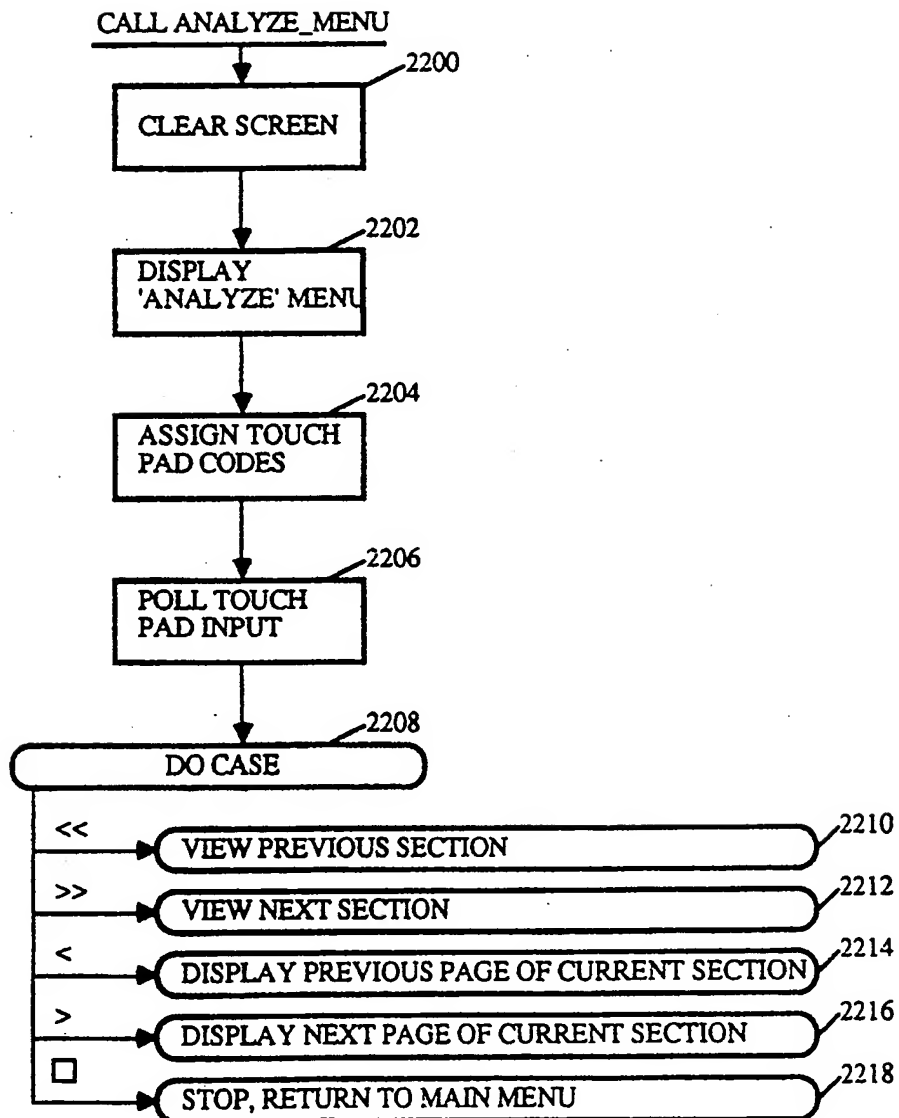 CALL ANALYZE_MENU
2200
CLEAR SCREEN
2202
DISPLAY
'ANALYZE' MENU
2204
ASSIGN TOUCH
PAD CODES
2206
POLL TOUCH
PAD INPUT
2208
DO CASE
<<
VIEW PREVIOUS SECTION
2210
>>
VIEW NEXT SECTION
2212
<
DISPLAY PREVIOUS PAGE OF CURRENT SECTION
2214
>
DISPLAY NEXT PAGE OF CURRENT SECTION
2216
□
STOP, RETURN TO MAIN MENU
2218